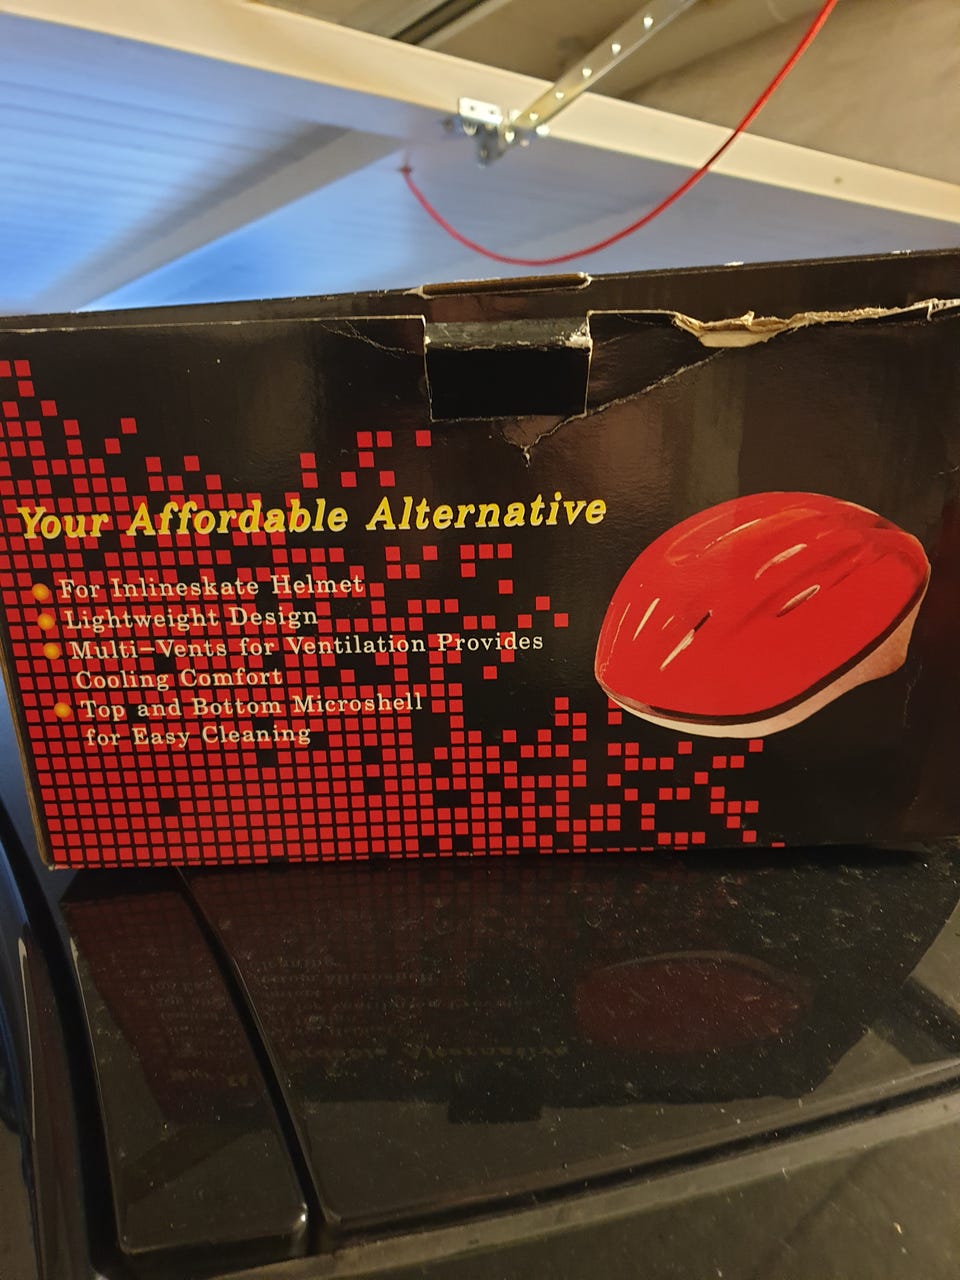 Your Affordable Alternative
For Inlineskate Helmet
Lightweight Design
Multi-Vents for Ventilation Provides
Cooling Comfort
Top and Bottom Microshell
for Easy Cleaning